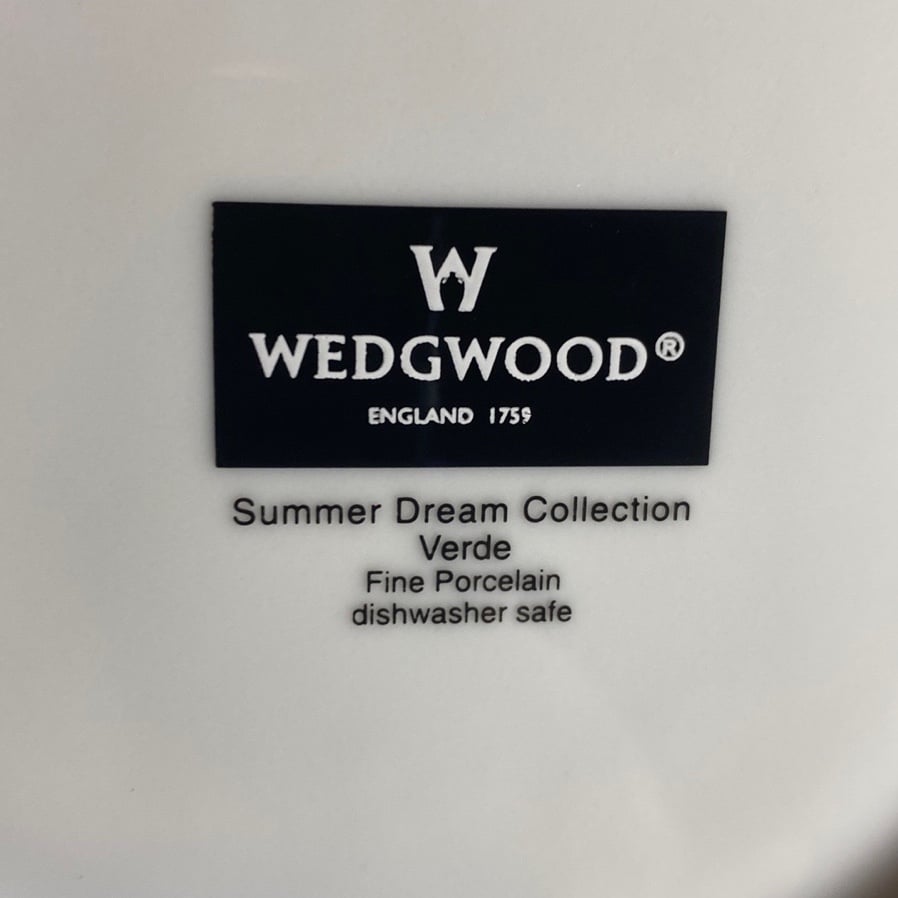 W
WEDGWOOD®
ENGLAND 1759
Summer Dream Collection
Verde
Fine Porcelain
dishwasher safe